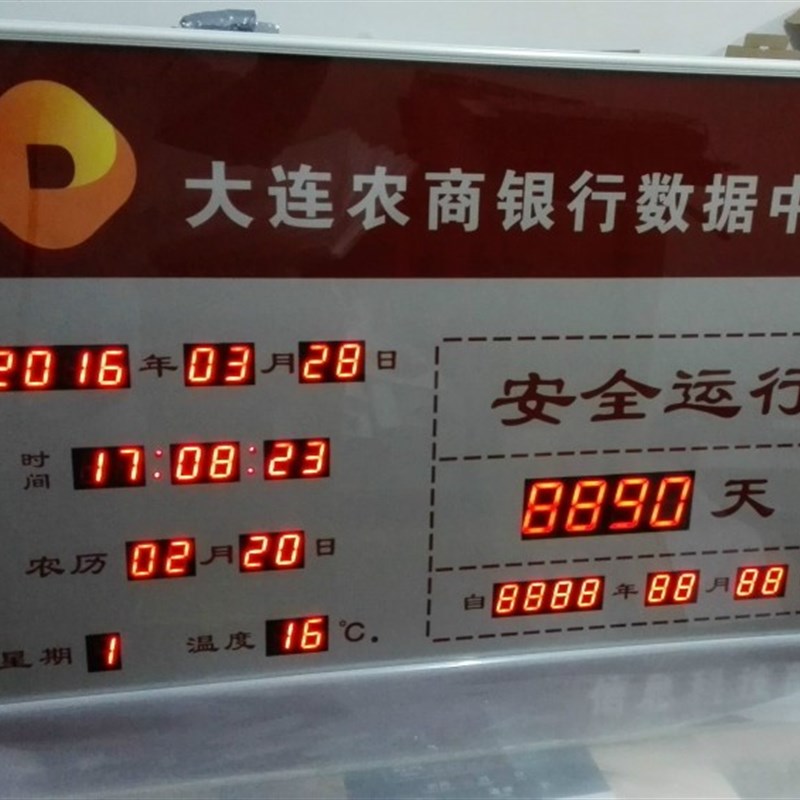 大连农商银行数据中
2016年03月28日
时间 17:08:23
农历 02月20日
星期 1 温度 16℃.
安全运行
8890天
自8888年88月88